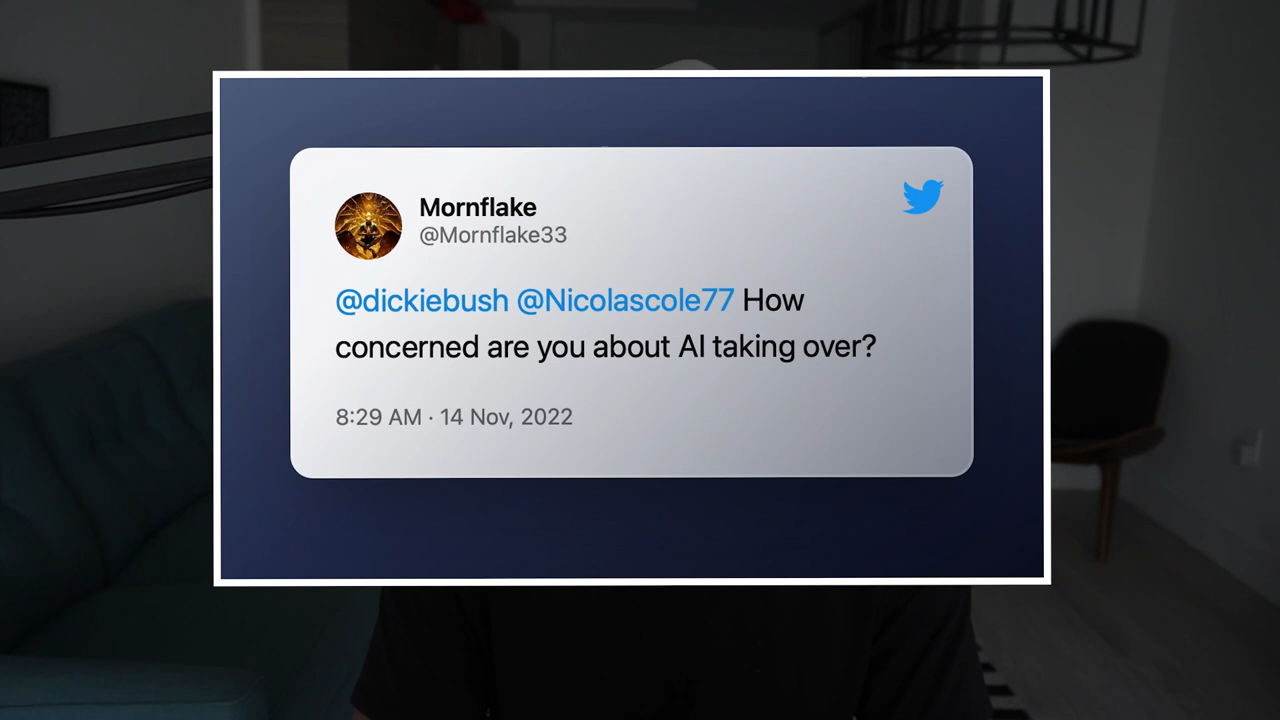 Mornflake
@Mornflake33
@dickiebush @Nicolascole77 How
concerned are you about AI taking over?
8:29 AM · 14 Nov, 2022